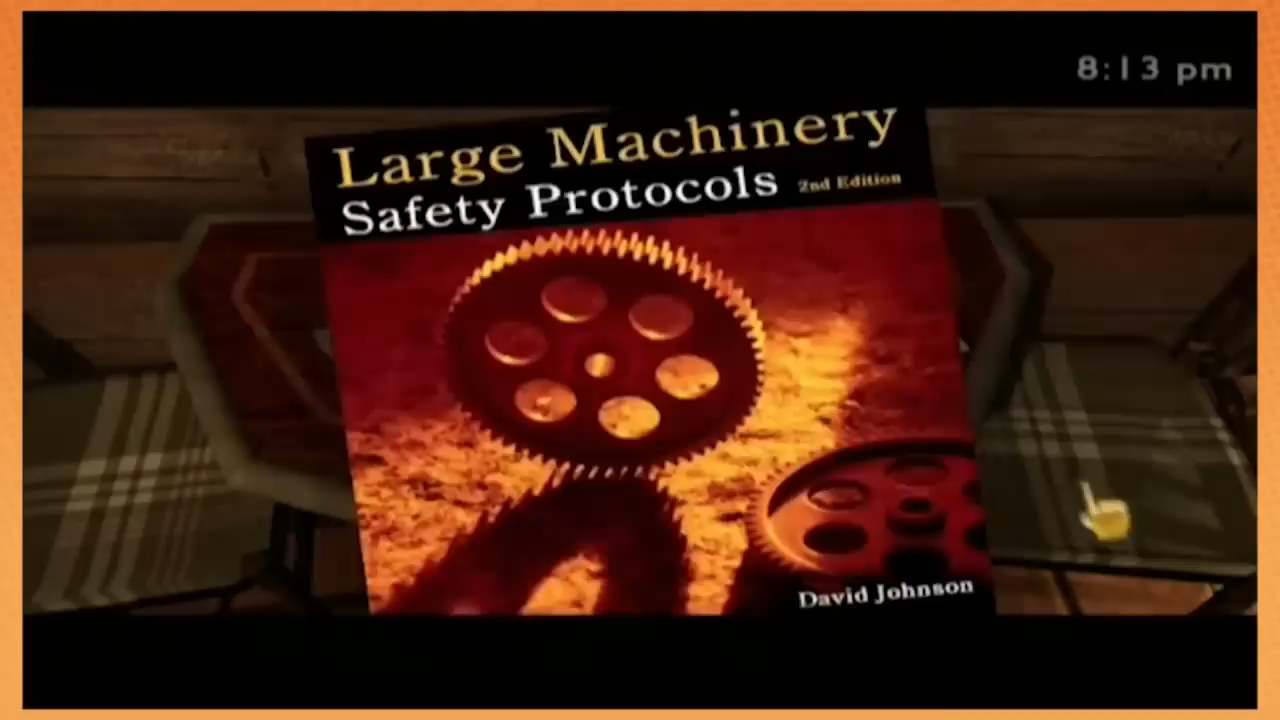 8:13 pm
Large Machinery
Safety Protocols 2nd Edition
David Johnson